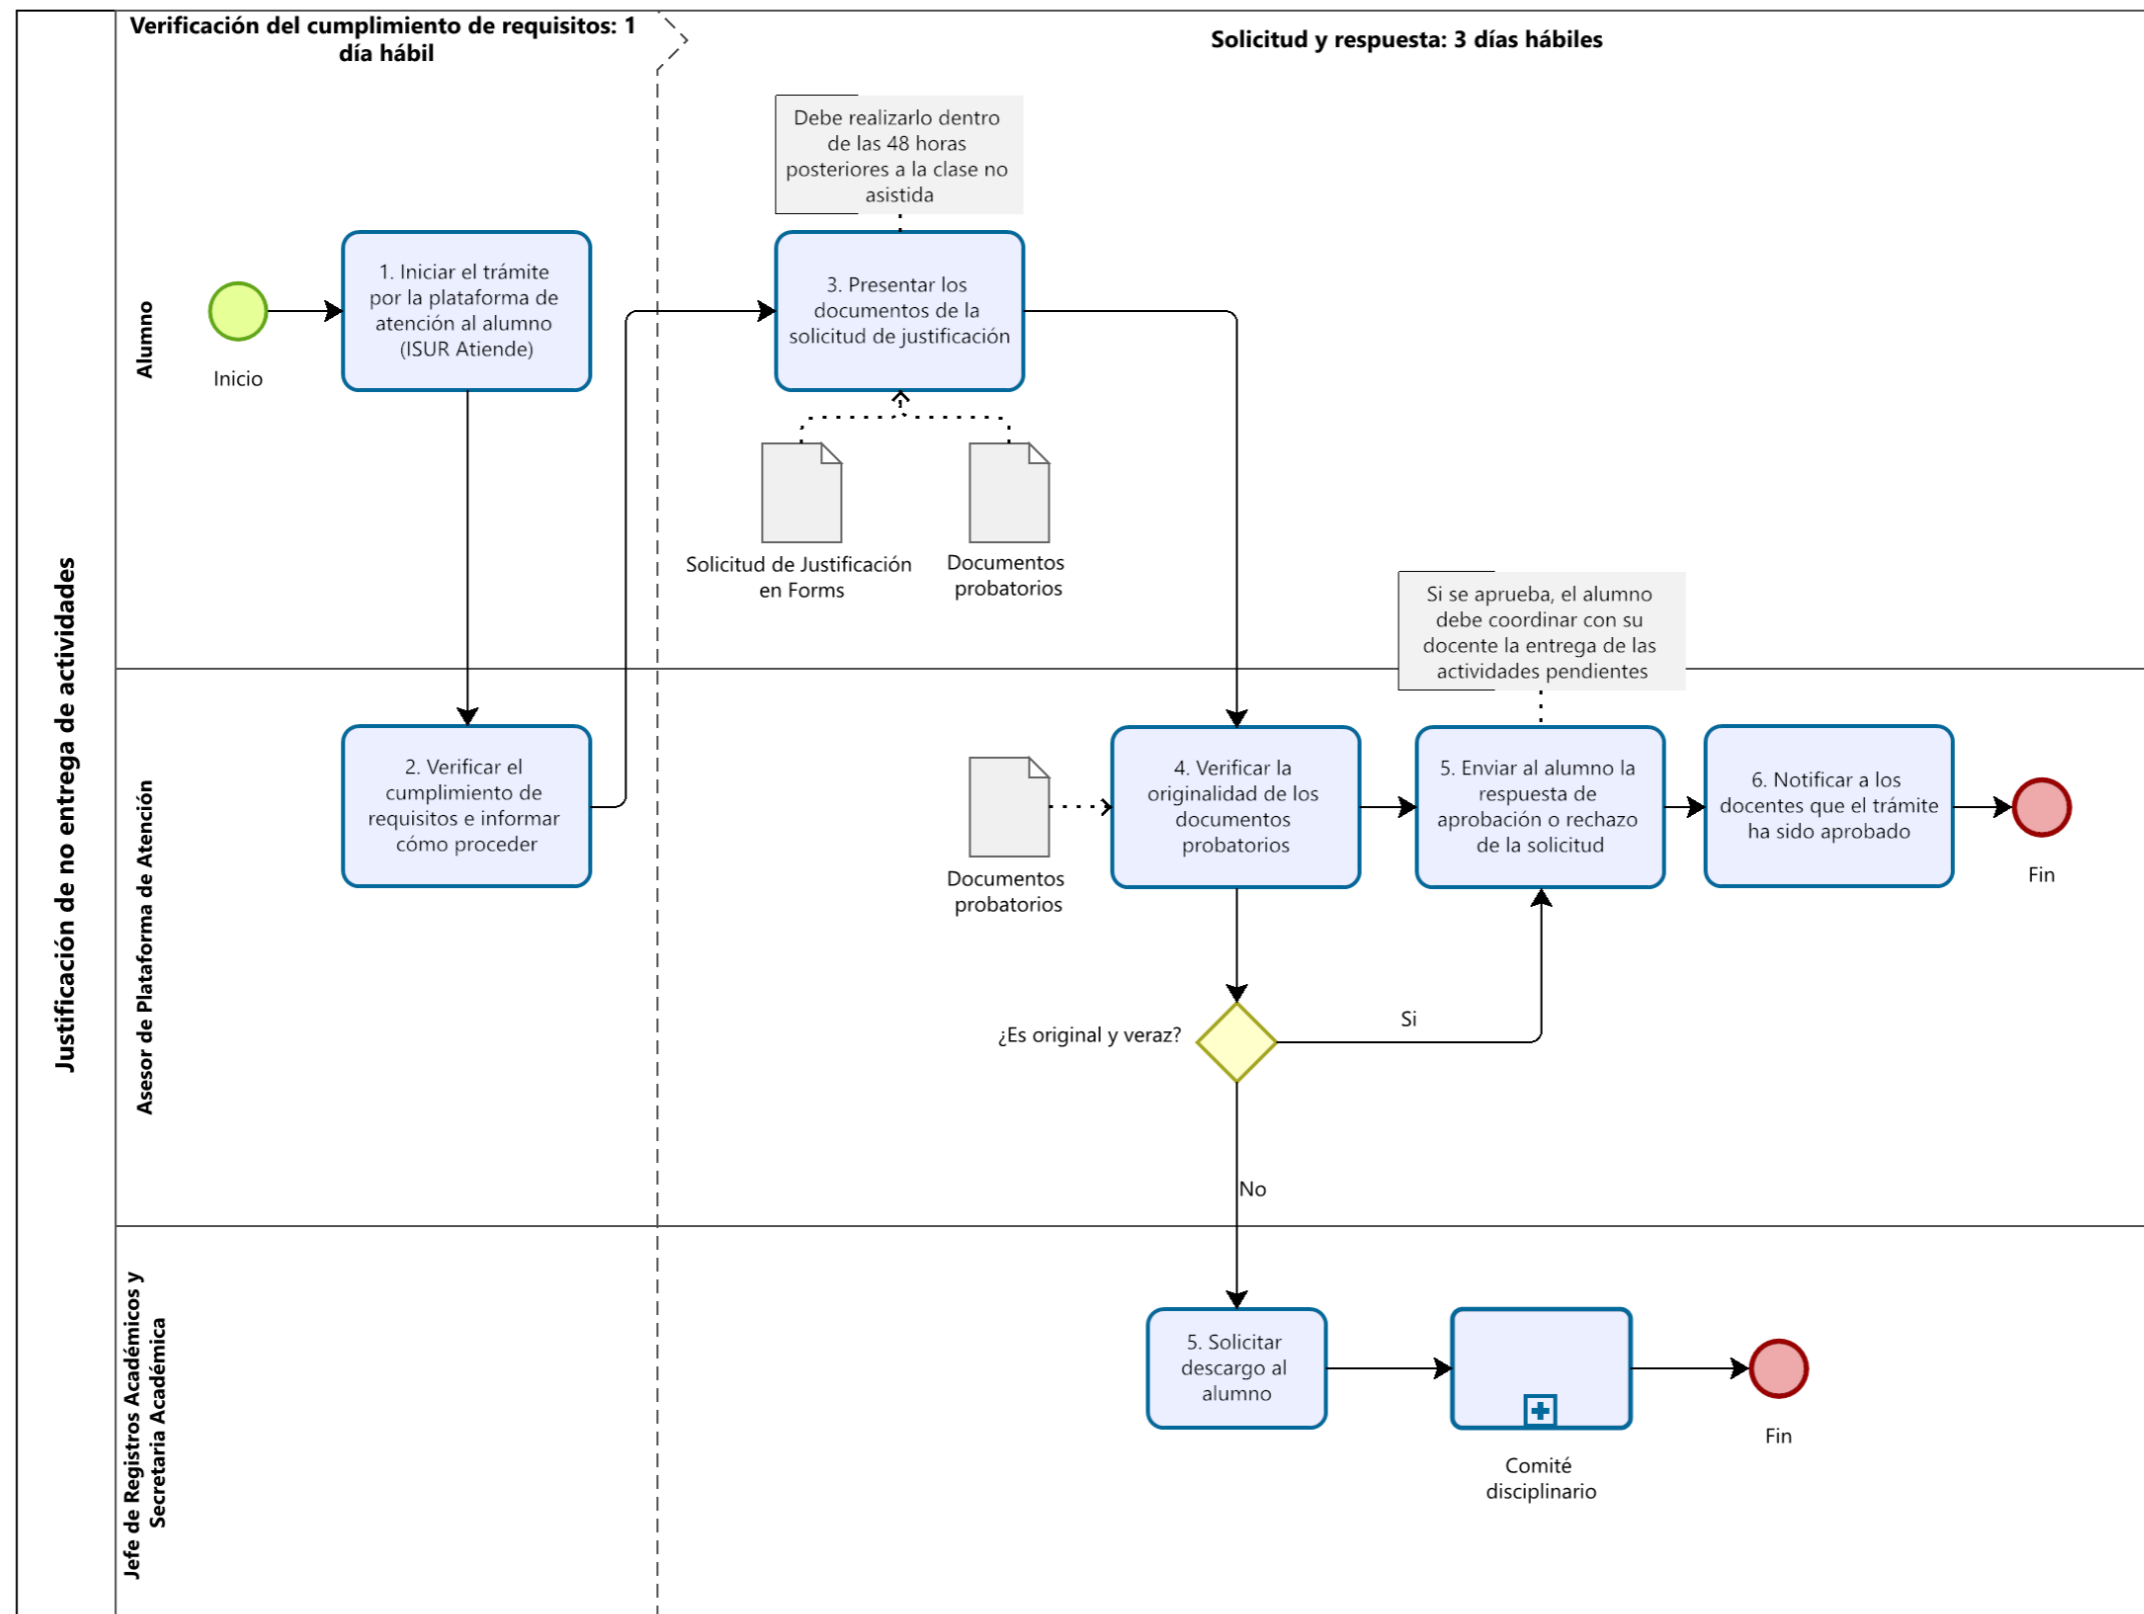 Verificación del cumplimiento de requisitos: 1
día hábil
Solicitud y respuesta: 3 días hábiles
Justificación de no entrega de actividades
Alumno
Inicio
1. Iniciar el trámite
por la plataforma de
atención al alumno
(ISUR Atiende)
Debe realizarlo dentro
de las 48 horas
posteriores a la clase no
asistida
3. Presentar los
documentos de la
solicitud de justificación
Solicitud de Justificación
en Forms
Documentos
probatorios
Si se aprueba, el alumno
debe coordinar con su
docente la entrega de las
actividades pendientes
Asesor de Plataforma de Atención
2. Verificar el
cumplimiento de
requisitos e informar
cómo proceder
Documentos
probatorios
4. Verificar la
originalidad de los
documentos
probatorios
5. Enviar al alumno la
respuesta de
aprobación o rechazo
de la solicitud
6. Notificar a los
docentes que el trámite
ha sido aprobado
Fin
¿Es original y veraz?
Si
No
Jefe de Registros Académicos y
Secretaria Académica
5. Solicitar
descargo al
alumno
Comité
disciplinario
Fin